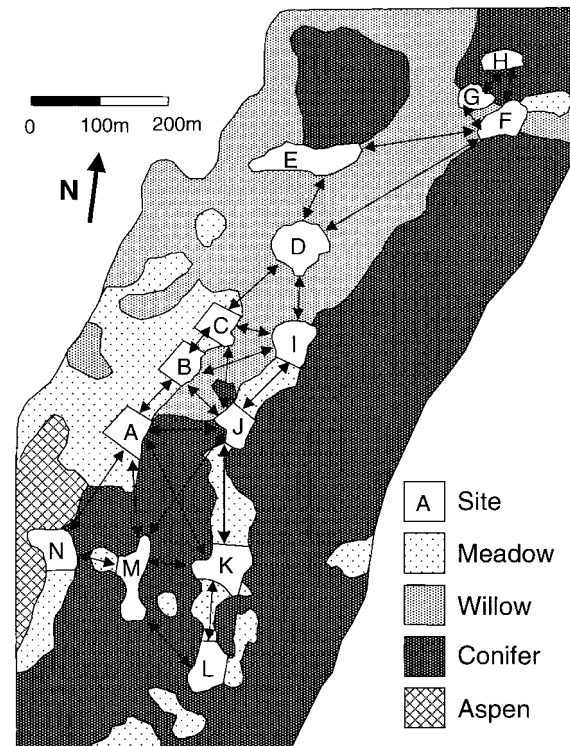 H
G
F
0 100m 200m
E
N
D
C
I
B
A
J
A Site
N
Meadow
M
K
Willow
Conifer
L
Aspen